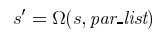 s′ = Ω(s, par_list)